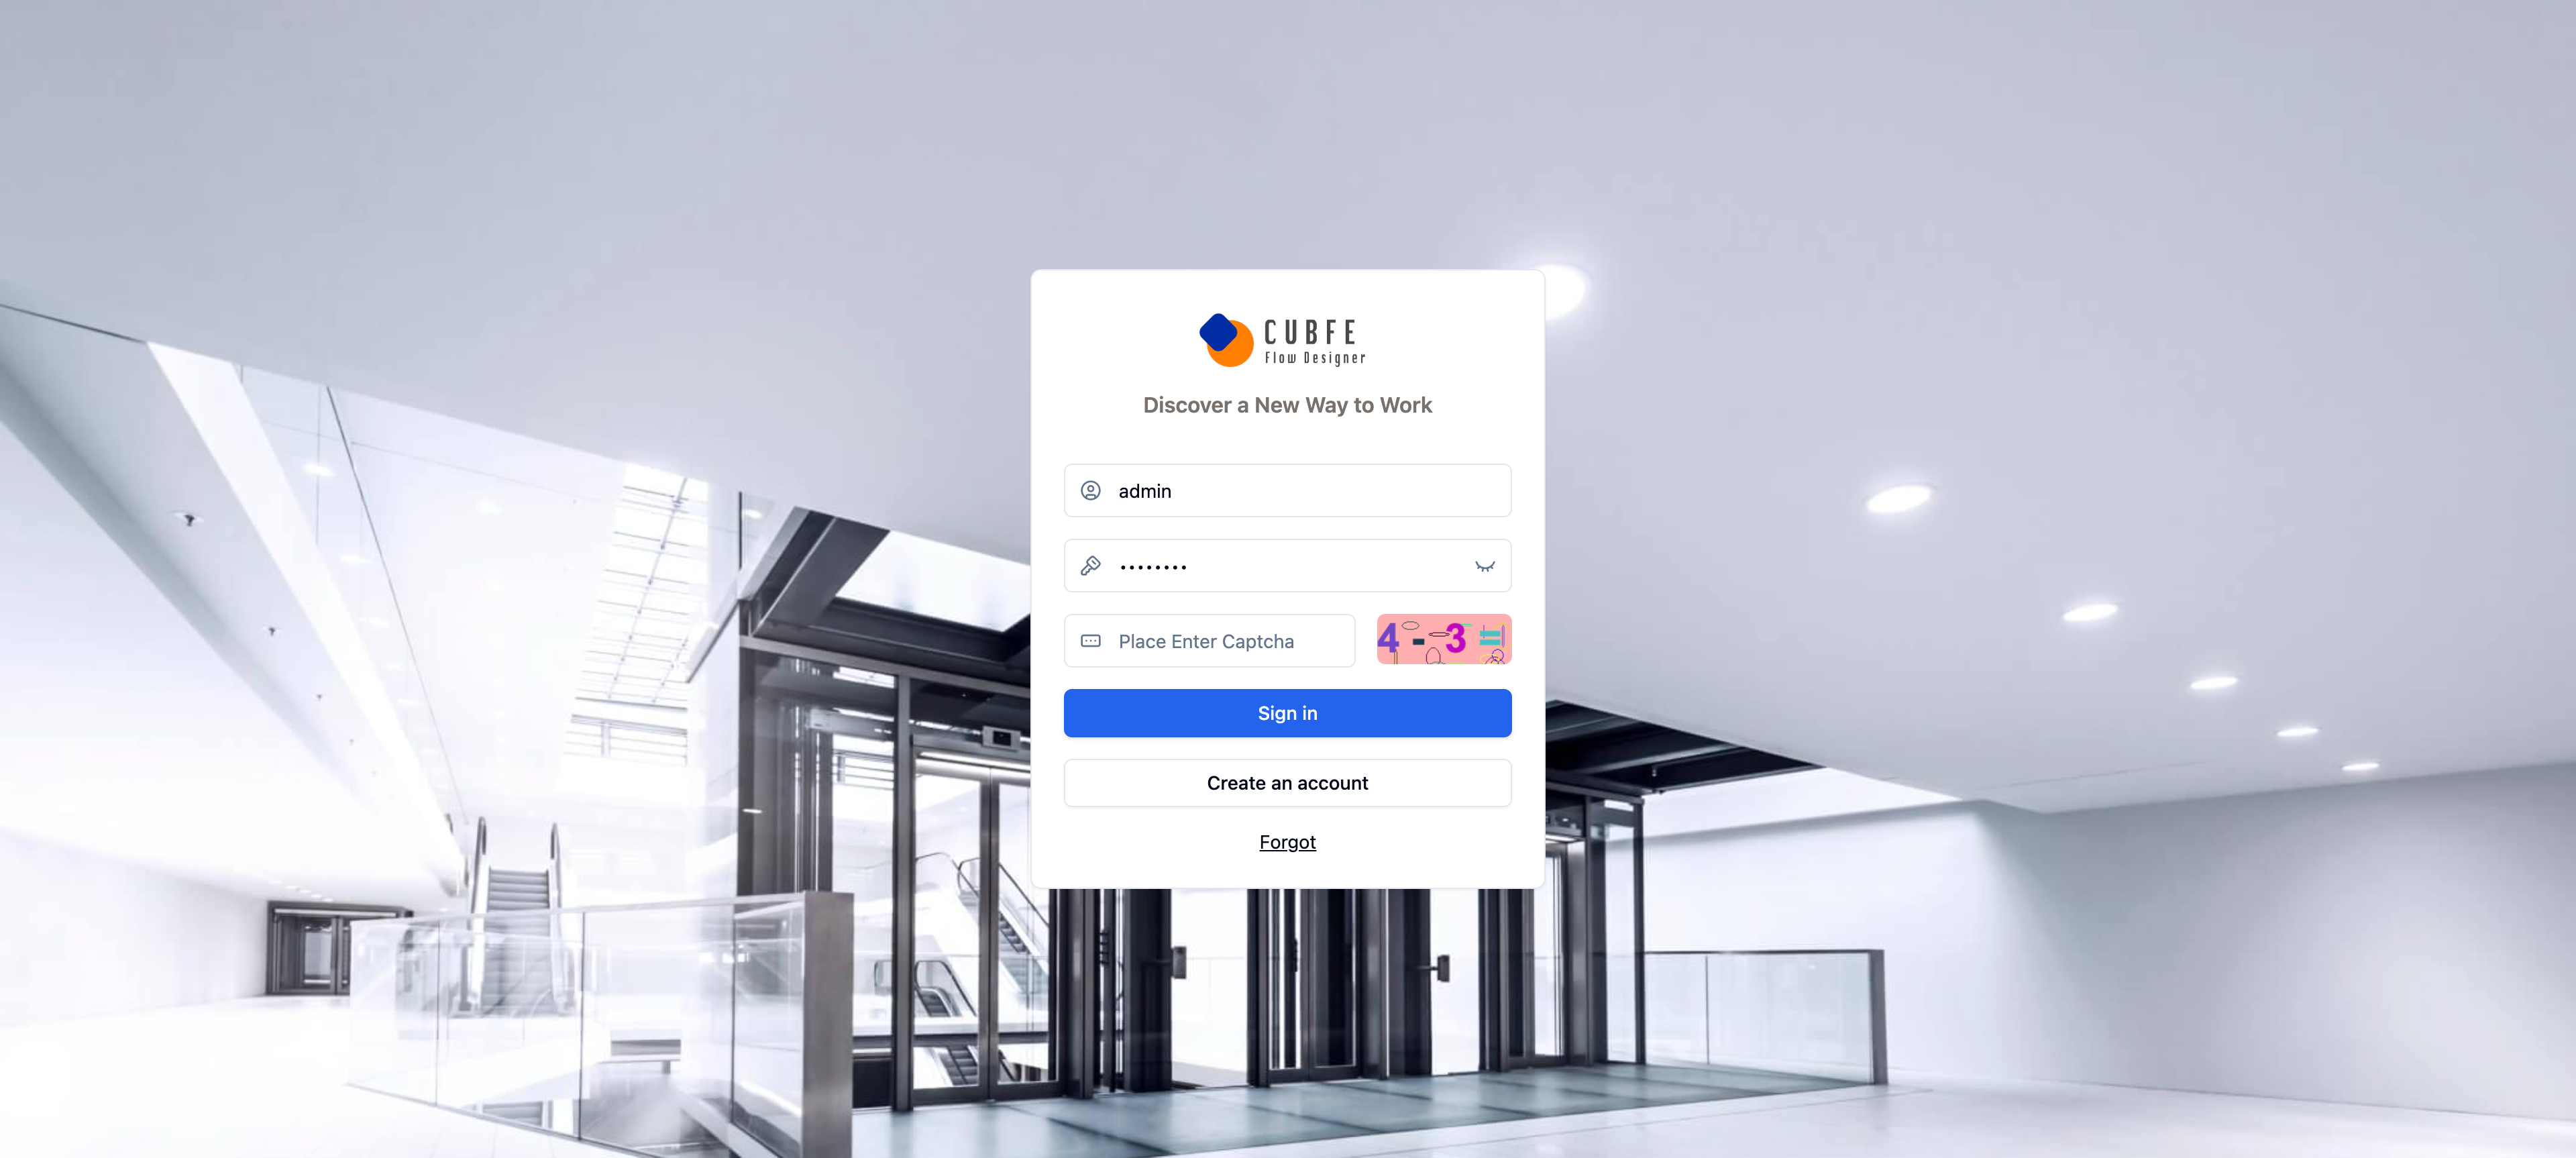 CUBFE
Flow Designer
Discover a New Way to Work
admin
Place Enter Captcha
4 - 3 =
Sign in
Create an account
Forgot